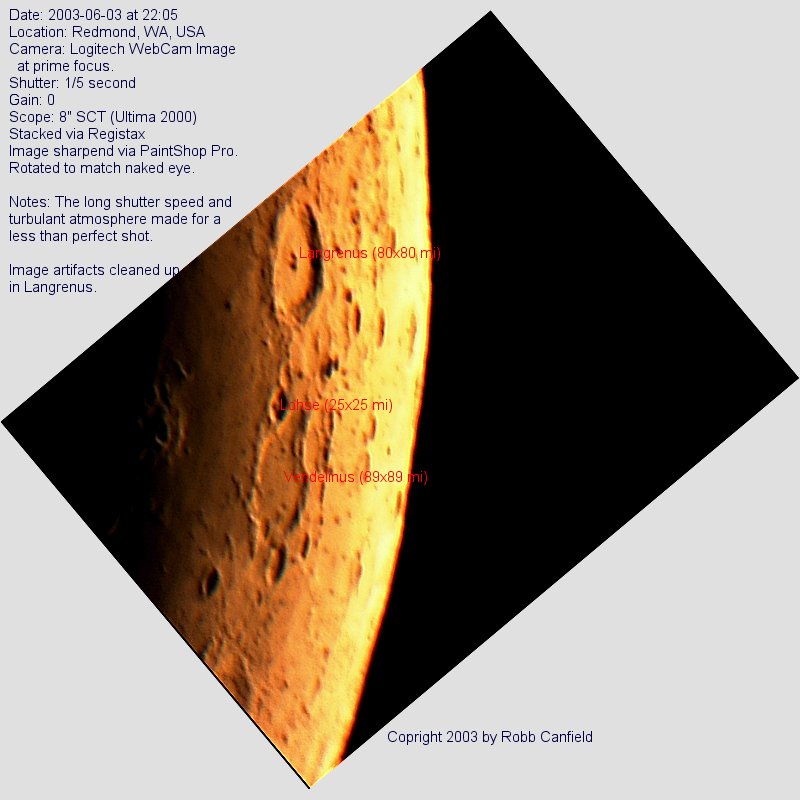 Date: 2003-06-03 at 22:05
Location: Redmond, WA, USA
Camera: Logitech WebCam Image
at prime focus.
Shutter: 1/5 second
Gain: 0
Scope: 8" SCT (Ultima 2000)
Stacked via Registax
Image sharpend via PaintShop Pro.
Rotated to match naked eye.
Notes: The long shutter speed and
turbulant atmosphere made for a
less than perfect shot.
Image artifacts cleaned up
in Langrenus.
Langrenus (80x80 mi)
Lohse (25x25 mi)
Vendelinus (89x89 mi)
Copright 2003 by Robb Canfield